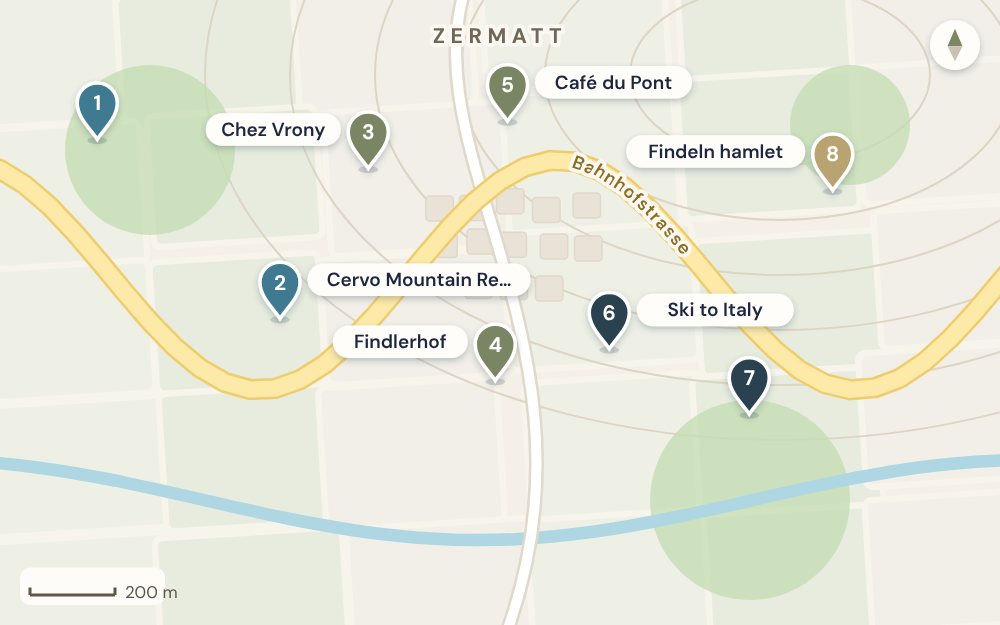 ZERMATT
5
Café du Pont
1
Chez Vrony
3
Findeln hamlet
8
Bahnhofstrasse
2
Cervo Mountain Re...
6
Ski to Italy
Findlerhof
4
7
200 m